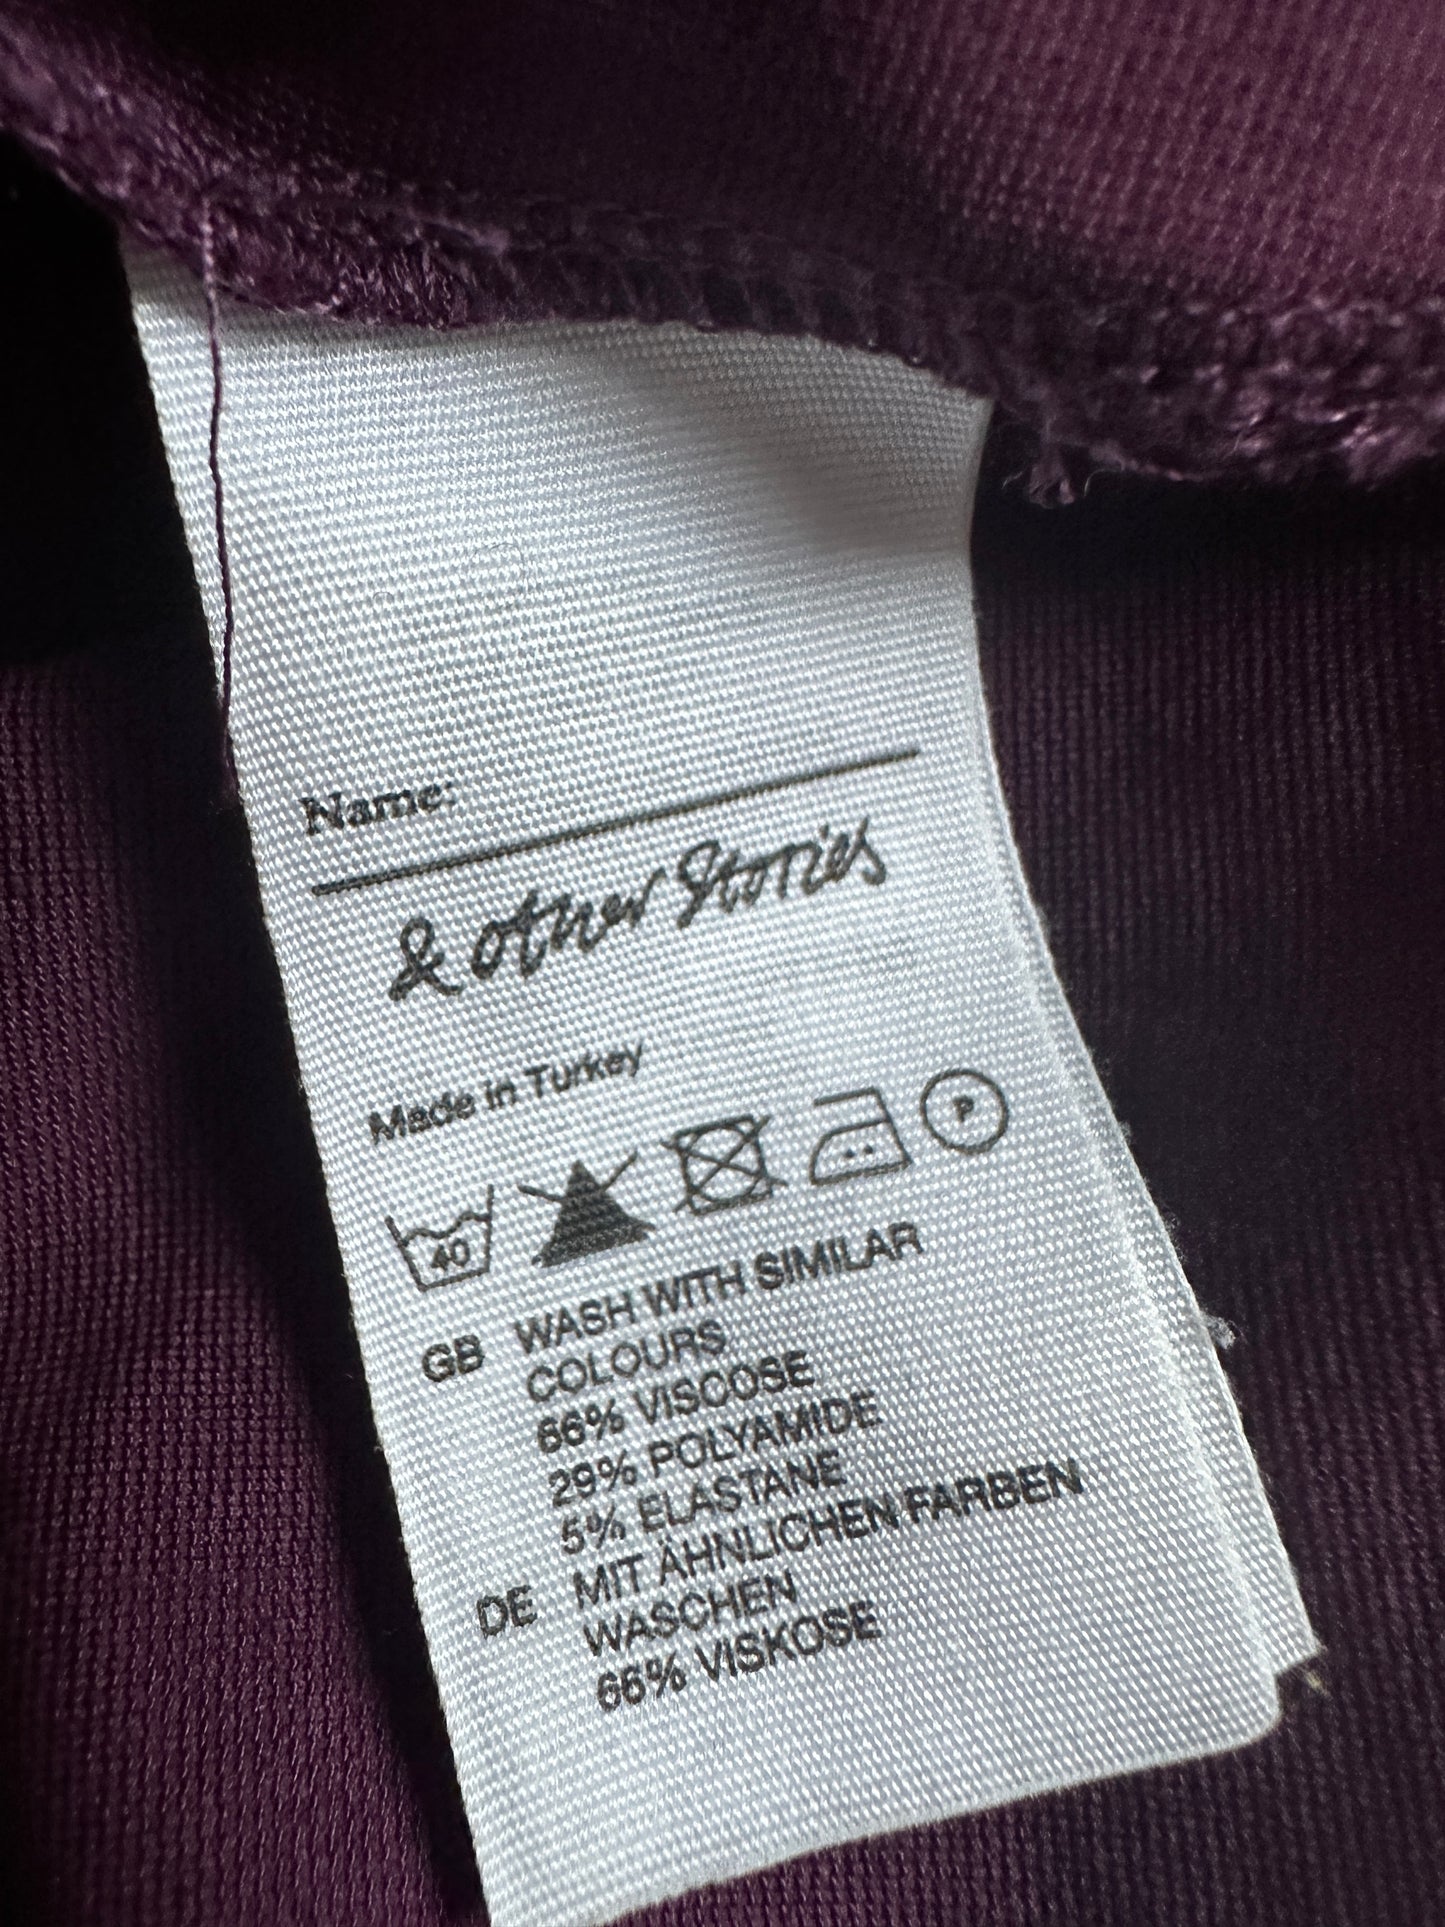 Name:
& other Stories
Made in Turkey
40 P
GB WASH WITH SIMILAR
COLOURS
66% VISCOSE
29% POLYAMIDE
5% ELASTANE
DE MIT ÄHNLICHEN FARBEN
WASCHEN
66% VISKOSE